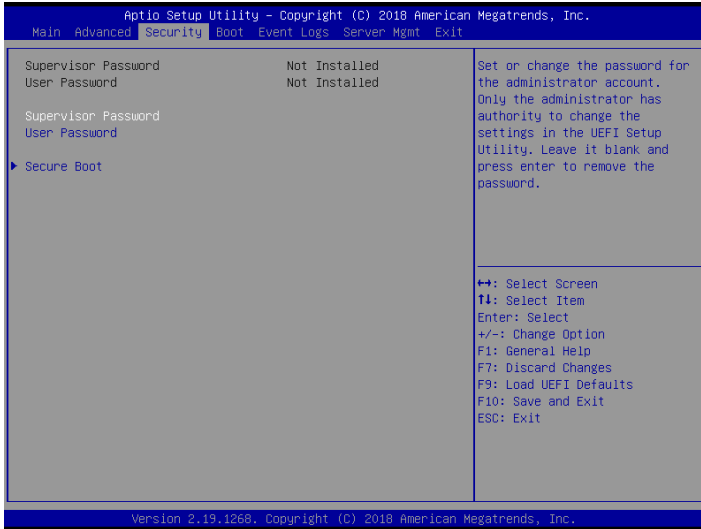 Aptio Setup Utility – Copyright (C) 2018 American Megatrends, Inc.
Main Advanced Security Boot Event Logs Server Mgmt Exit
Supervisor Password Not Installed
User Password Not Installed
Supervisor Password
User Password
Secure Boot
Set or change the password for
the administrator account.
Only the administrator has
authority to change the
settings in the UEFI Setup
Utility. Leave it blank and
press enter to remove the
password.
↔: Select Screen
↑↓: Select Item
Enter: Select
+/-: Change Option
F1: General Help
F7: Discard Changes
F9: Load UEFI Defaults
F10: Save and Exit
ESC: Exit
Version 2.19.1268. Copyright (C) 2018 American Megatrends, Inc.